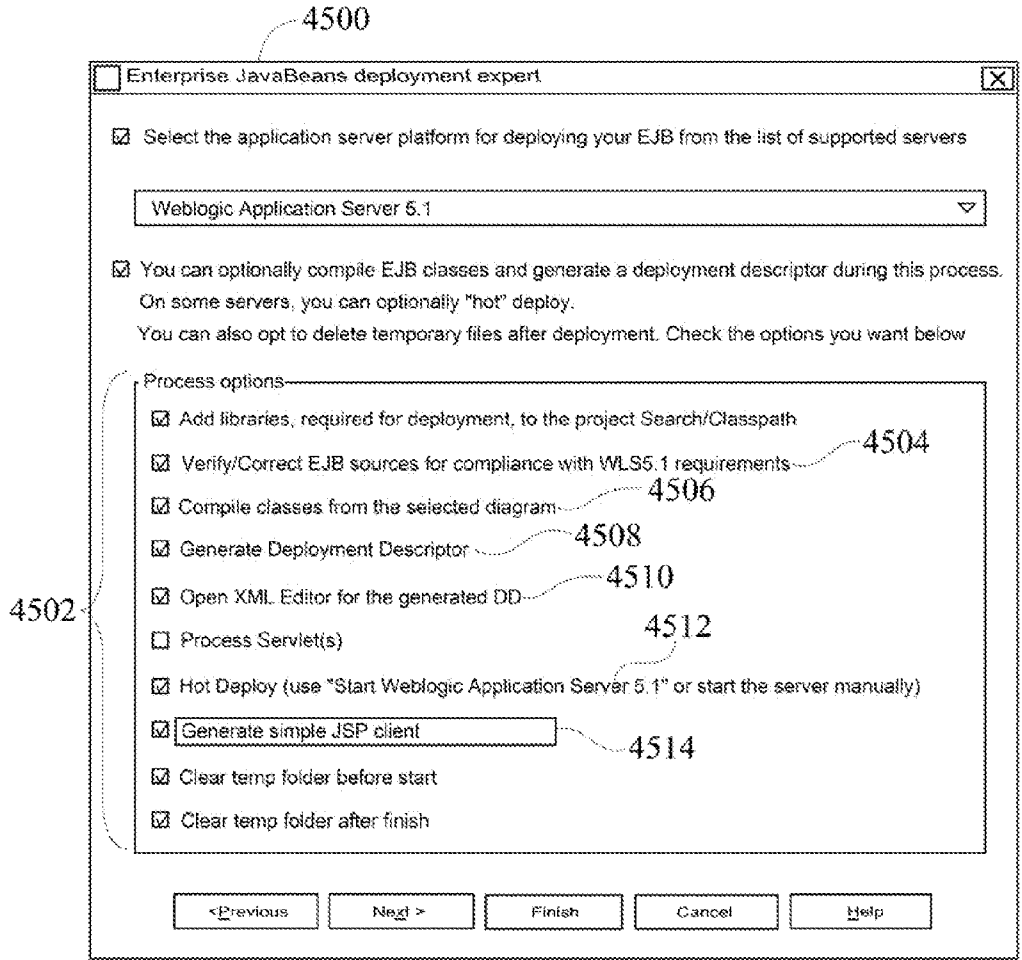 4500
Enterprise JavaBeans deployment expert
Select the application server platform for deploying your EJB from the list of supported servers
Weblogic Application Server 5.1
You can optionally compile EJB classes and generate a deployment descriptor during this process.
On some servers, you can optionally "hot" deploy.
You can also opt to delete temporary files after deployment. Check the options you want below
Process options
Add libraries, required for deployment, to the project Search/Classpath
4504
Verify/Correct EJB sources for compliance with WLS5.1 requirements
4506
Compile classes from the selected diagram
4508
Generate Deployment Descriptor
4510
Open XML Editor for the generated DD
4502
4512
Process Servlet(s)
Hot Deploy (use "Start Weblogic Application Server 5.1" or start the server manually)
Generate simple JSP client
4514
Clear temp folder before start
Clear temp folder after finish
<Previous Next > Finish Cancel Help